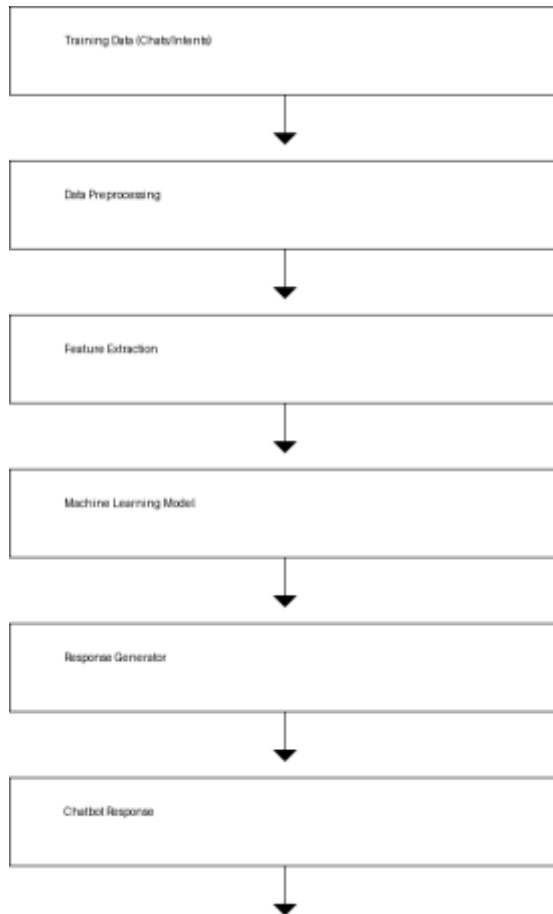 Training Data (Chats/Intents)
Data Preprocessing
Feature Extraction
Machine Learning Model
Response Generator
Chatbot Response